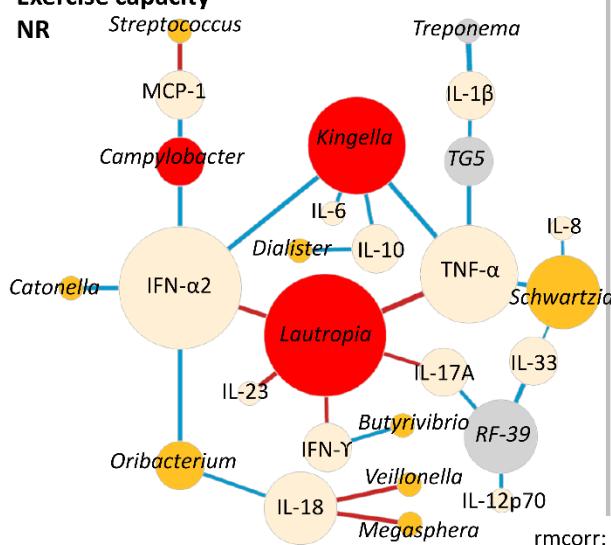 Exercise capacity
NR
Streptococcus
Treponema
MCP-1
IL-1β
Kingella
Campylobacter
TG5
IL-6
IL-8
Dialister
IL-10
TNF-α
Catonella
IFN-α2
Schwartzia
Lautropia
IL-33
IL-17A
IL-23
Butyrivibrio
RF-39
IFN-ϒ
Oribacterium
Veillonella
IL-18
IL-12p70
Megasphera
rmcorr: